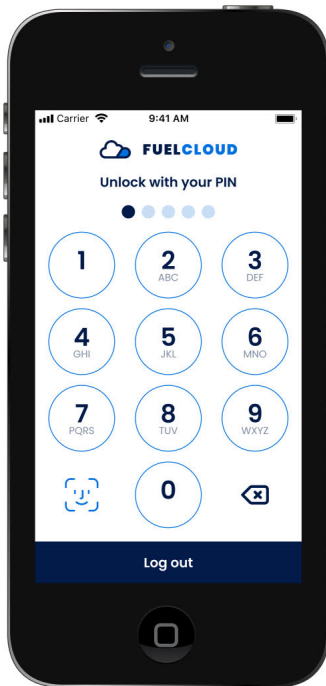 Carrier 9:41 AM
FUELCLOUD
Unlock with your PIN
1 2 3
ABC DEF
4 5 6
GHI JKL MNO
7 8 9
PQRS TUV WXYZ
0
Log out